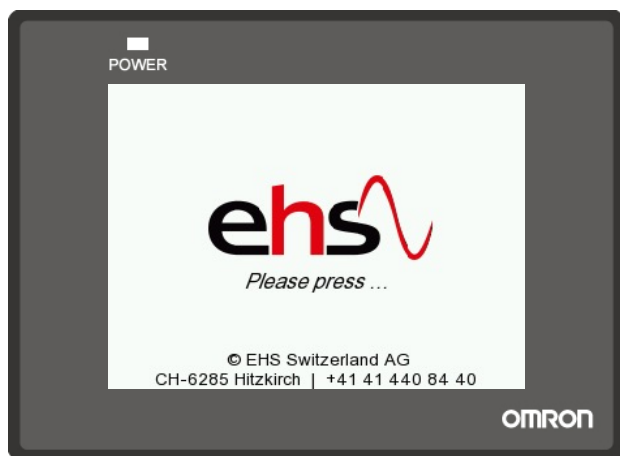 POWER
ehs
Please press ...
© EHS Switzerland AG
CH-6285 Hitzkirch | +41 41 440 84 40
OMRON